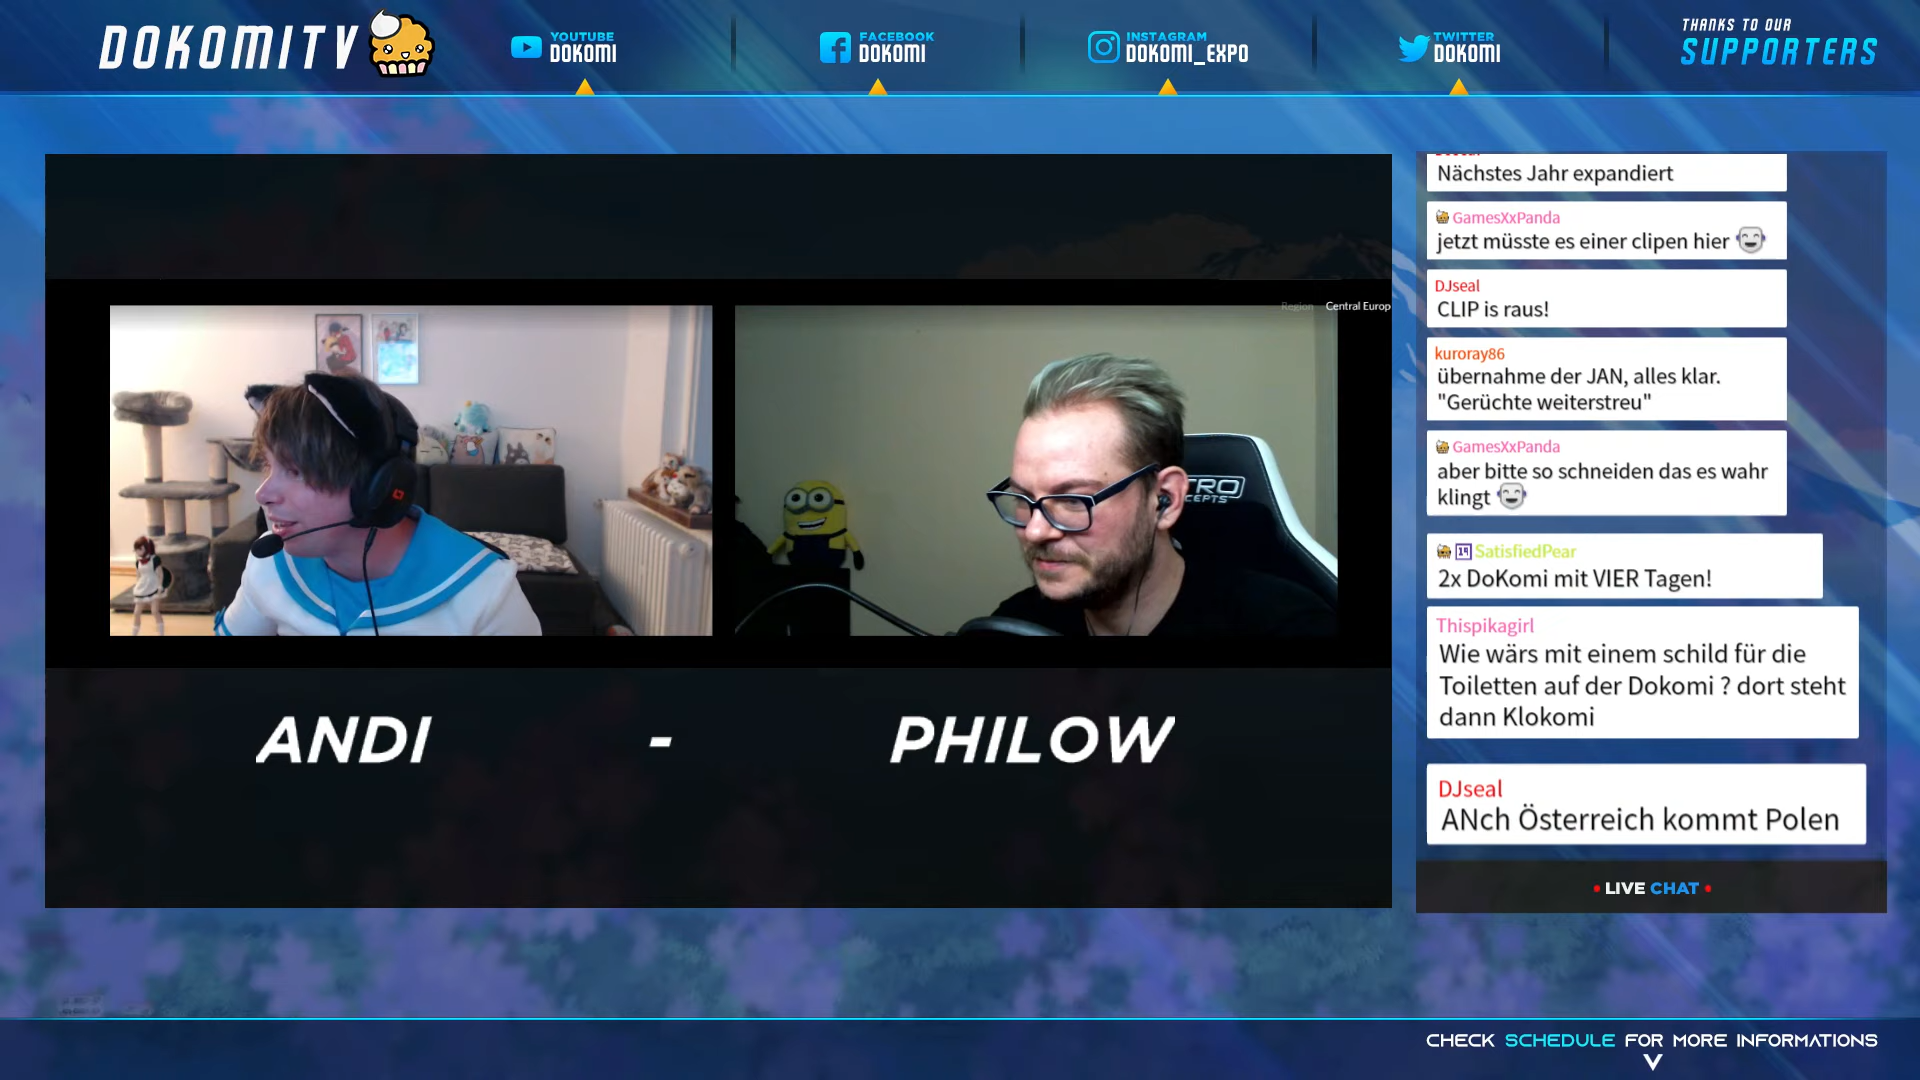 DOKOMITV
YOUTUBE
DOKOMI
FACEBOOK
DOKOMI
INSTAGRAM
DOKOMI_EXPO
TWITTER
DOKOMI
THANKS TO OUR
SUPPORTERS
Region Central Europ
TRO
CEPTS
ANDI - PHILOW
Nächstes Jahr expandiert
GamesXxPanda
jetzt müsste es einer clipen hier
DJseal
CLIP is raus!
kuroray86
übernahme der JAN, alles klar.
"Gerüchte weiterstreu"
GamesXxPanda
aber bitte so schneiden das es wahr
klingt
SatisfiedPear
2x DoKomi mit VIER Tagen!
Thispikagirl
Wie wärs mit einem schild für die
Toiletten auf der Dokomi ? dort steht
dann Klokomi
DJseal
ANch Österreich kommt Polen
LIVE CHAT
CHECK SCHEDULE FOR MORE INFORMATIONS